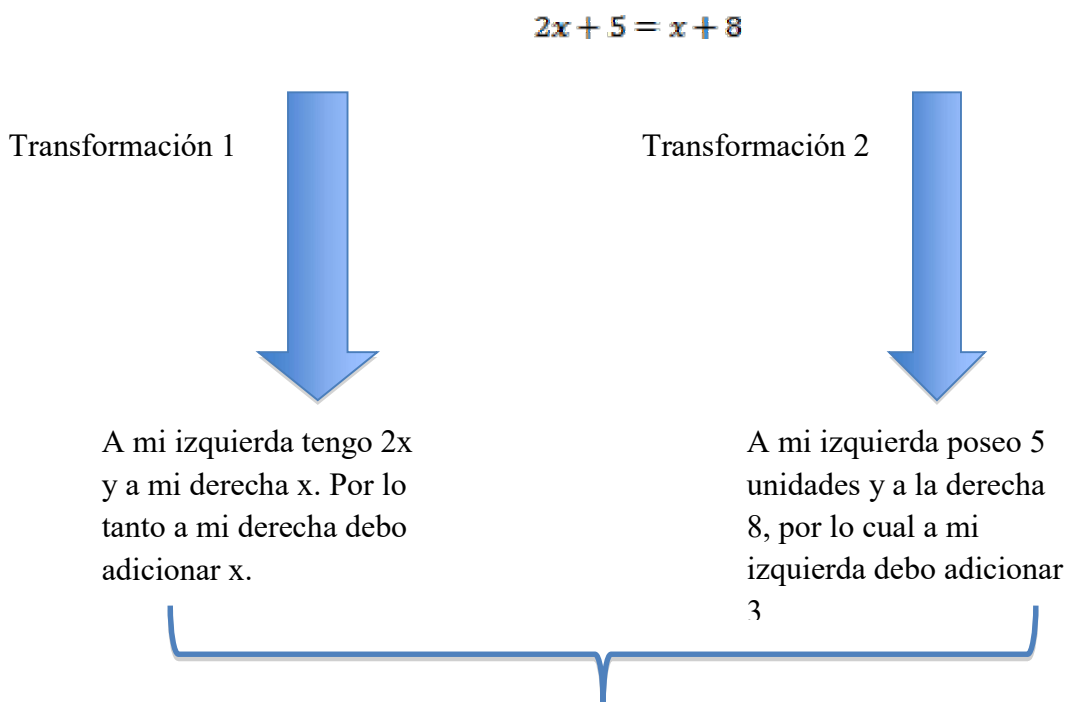 2x + 5 = x + 8
Transformación 1
Transformación 2
A mi izquierda tengo 2x
y a mi derecha x. Por lo
tanto a mi derecha debo
adicionar x.
A mi izquierda poseo 5
unidades y a la derecha
8, por lo cual a mi
izquierda debo adicionar
3